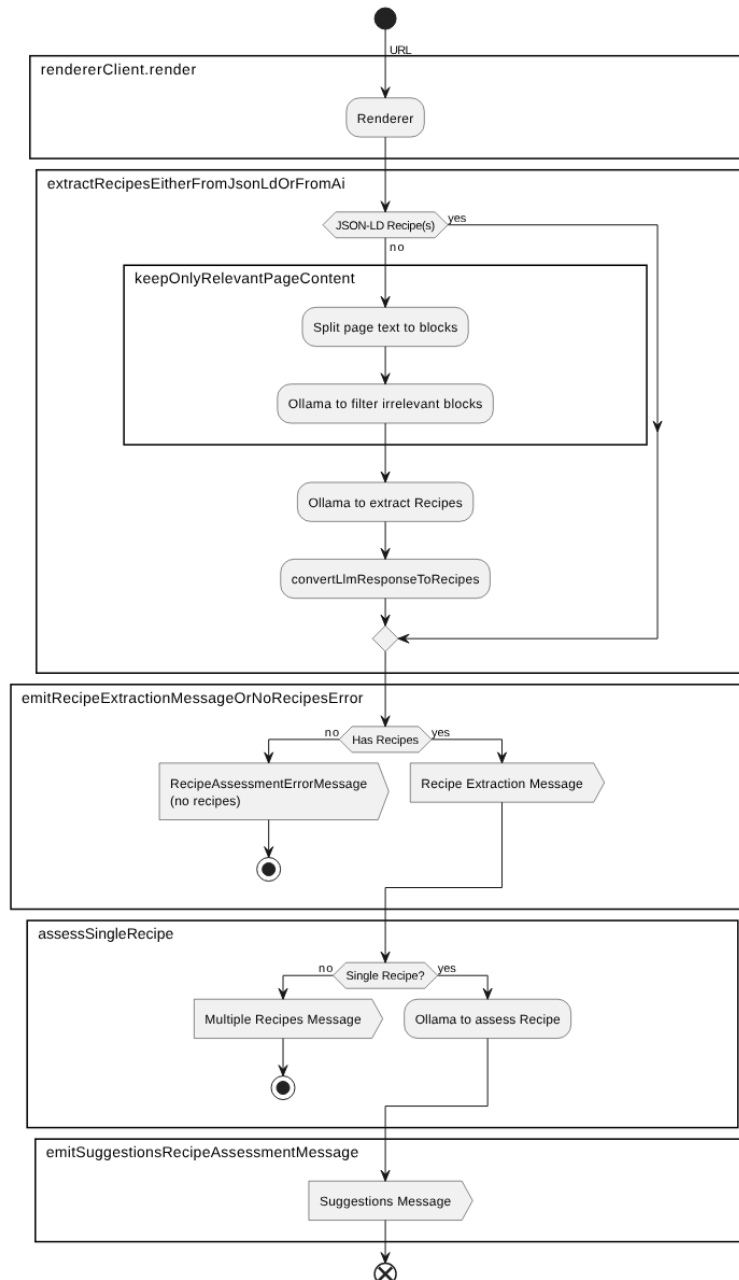 URL
rendererClient.render
Renderer
extractRecipesEitherFromJsonLdOrFromAi
JSON-LD Recipe(s)
yes
no
keepOnlyRelevantPageContent
Split page text to blocks
Ollama to filter irrelevant blocks
Ollama to extract Recipes
convertLlmResponseToRecipes
emitRecipeExtractionMessageOrNoRecipesError
no
Has Recipes
yes
RecipeAssessmentErrorMessage
(no recipes)
Recipe Extraction Message
assessSingleRecipe
no
Single Recipe?
yes
Multiple Recipes Message
Ollama to assess Recipe
emitSuggestionsRecipeAssessmentMessage
Suggestions Message